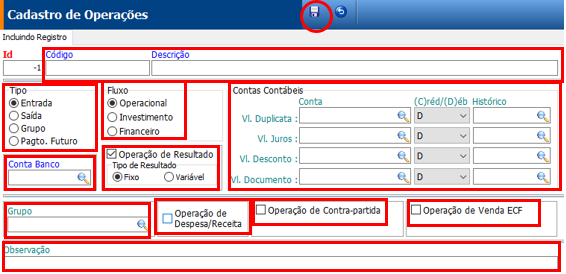 Cadastro de Operações
Incluindo Registro
Id Código Descrição
-1
Tipo
Entrada
Saída
Grupo
Pagto. Futuro
Fluxo
Operacional
Investimento
Financeiro
Contas Contábeis
Conta (C)réd/(D)éb Histórico
Vl. Duplicata : D
Vl. Juros : D
Vl. Desconto : D
Vl. Documento : D
Conta Banco
Operação de Resultado
Tipo de Resultado
Fixo Variável
Grupo
Operação de
Despesa/Receita
Operação de Contra-partida
Operação de Venda ECF
Observação